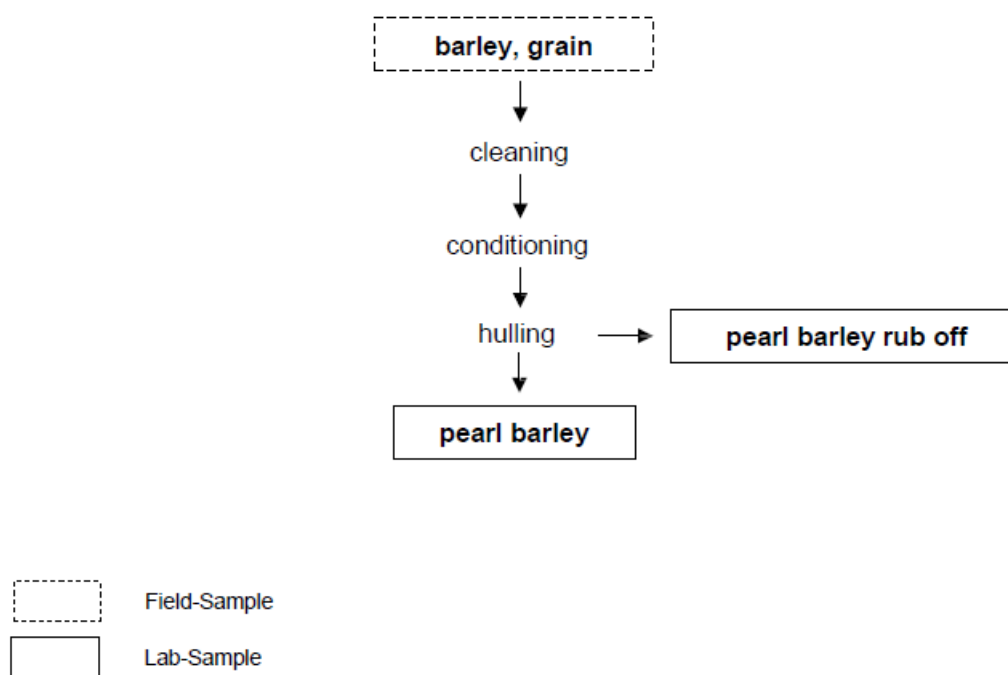 barley, grain
cleaning
conditioning
hulling
pearl barley rub off
pearl barley
Field-Sample
Lab-Sample